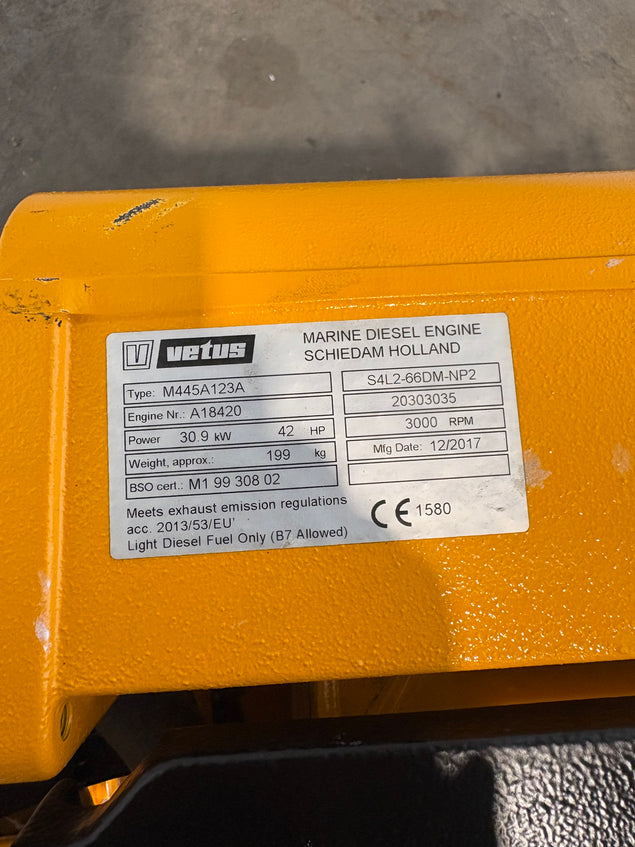 V vetus
MARINE DIESEL ENGINE
SCHIEDAM HOLLAND
Type: M445A123A
S4L2-66DM-NP2
Engine Nr.: A18420
20303035
Power 30.9 kW 42 HP
3000 RPM
Weight, approx.: 199 kg
Mfg Date: 12/2017
BSO cert.: M1 99 308 02
Meets exhaust emission regulations
acc. 2013/53/EU'
Light Diesel Fuel Only (B7 Allowed)
CE 1580